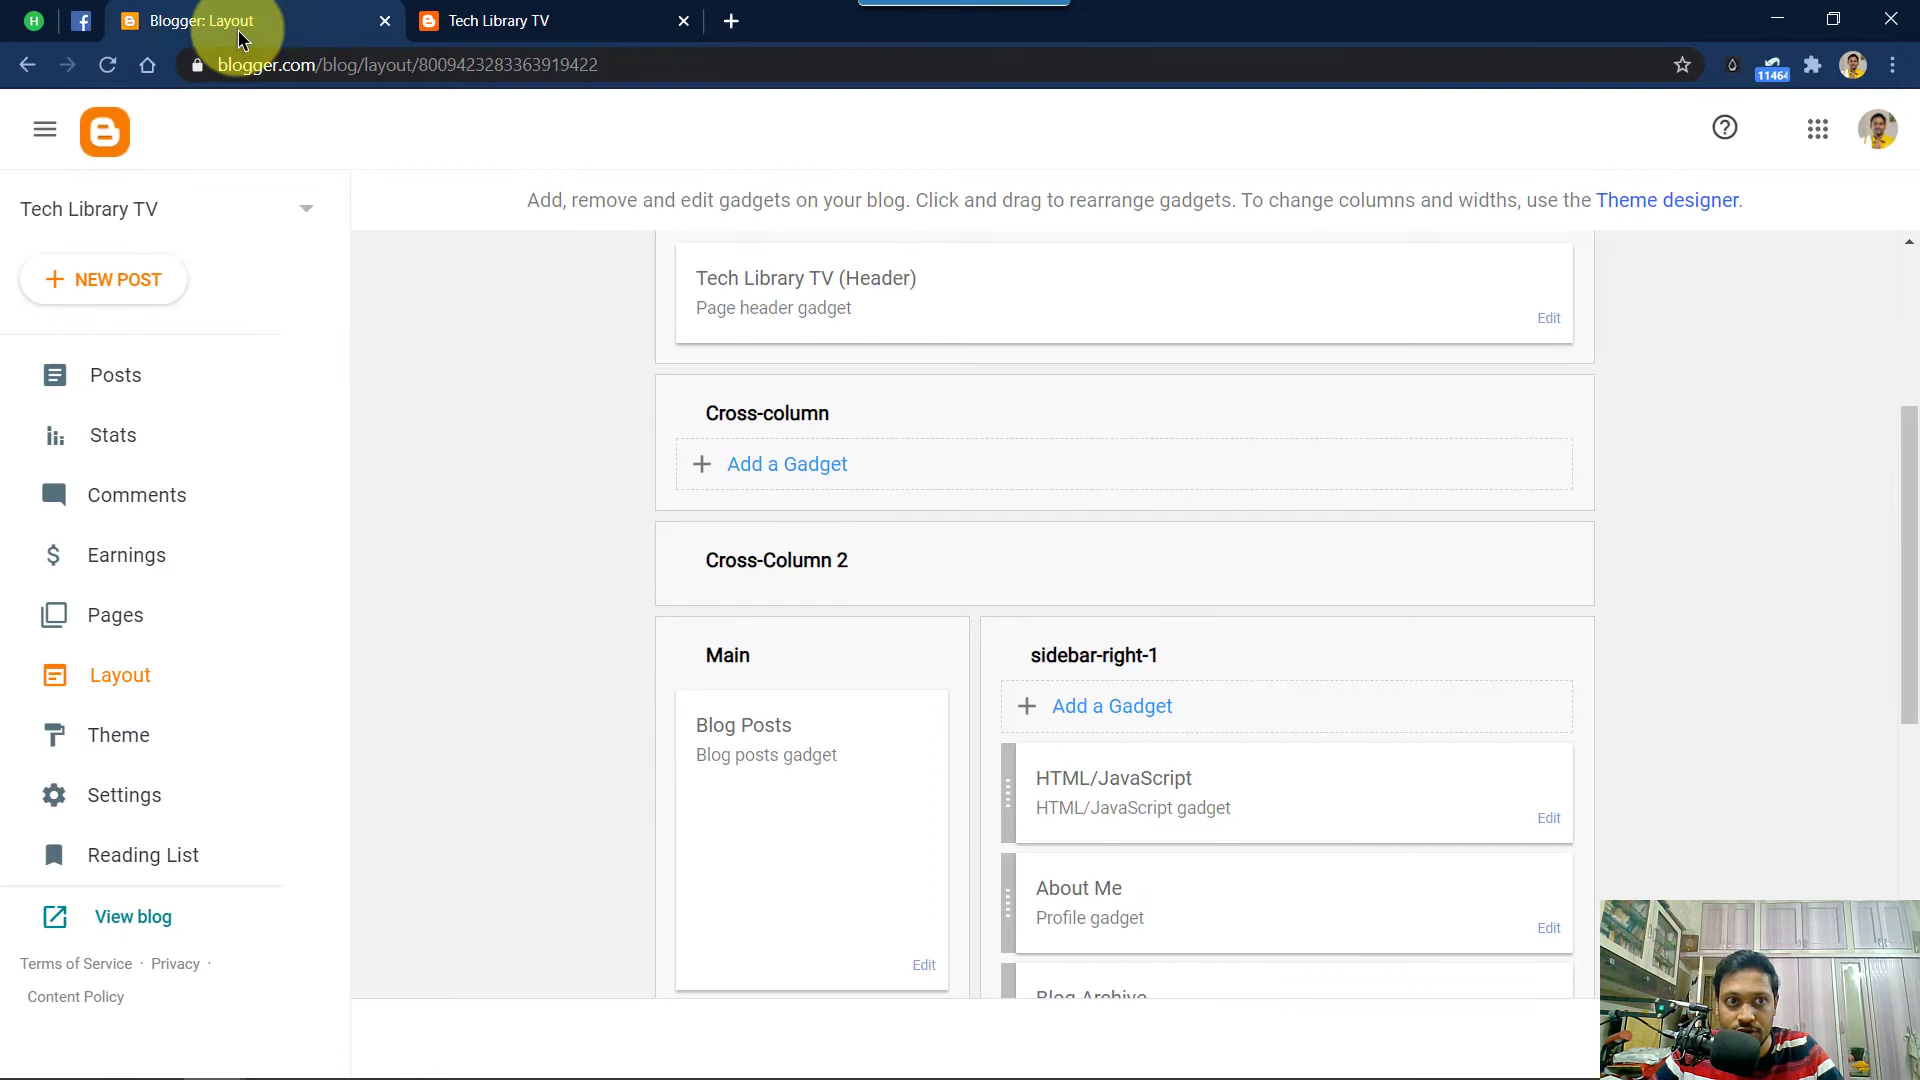 Blogger: Layout
Tech Library TV
blogger.com/blog/layout/8009423283363919422
11464
Add, remove and edit gadgets on your blog. Click and drag to rearrange gadgets. To change columns and widths, use the Theme designer.
Tech Library TV
NEW POST
Posts
Stats
Comments
Earnings
Pages
Layout
Theme
Settings
Reading List
View blog
Terms of Service · Privacy ·
Content Policy
Tech Library TV (Header)
Page header gadget
Edit
Cross-column
Add a Gadget
Cross-Column 2
Main
Blog Posts
Blog posts gadget
Edit
sidebar-right-1
Add a Gadget
HTML/JavaScript
HTML/JavaScript gadget
Edit
About Me
Profile gadget
Edit
Blog Archive